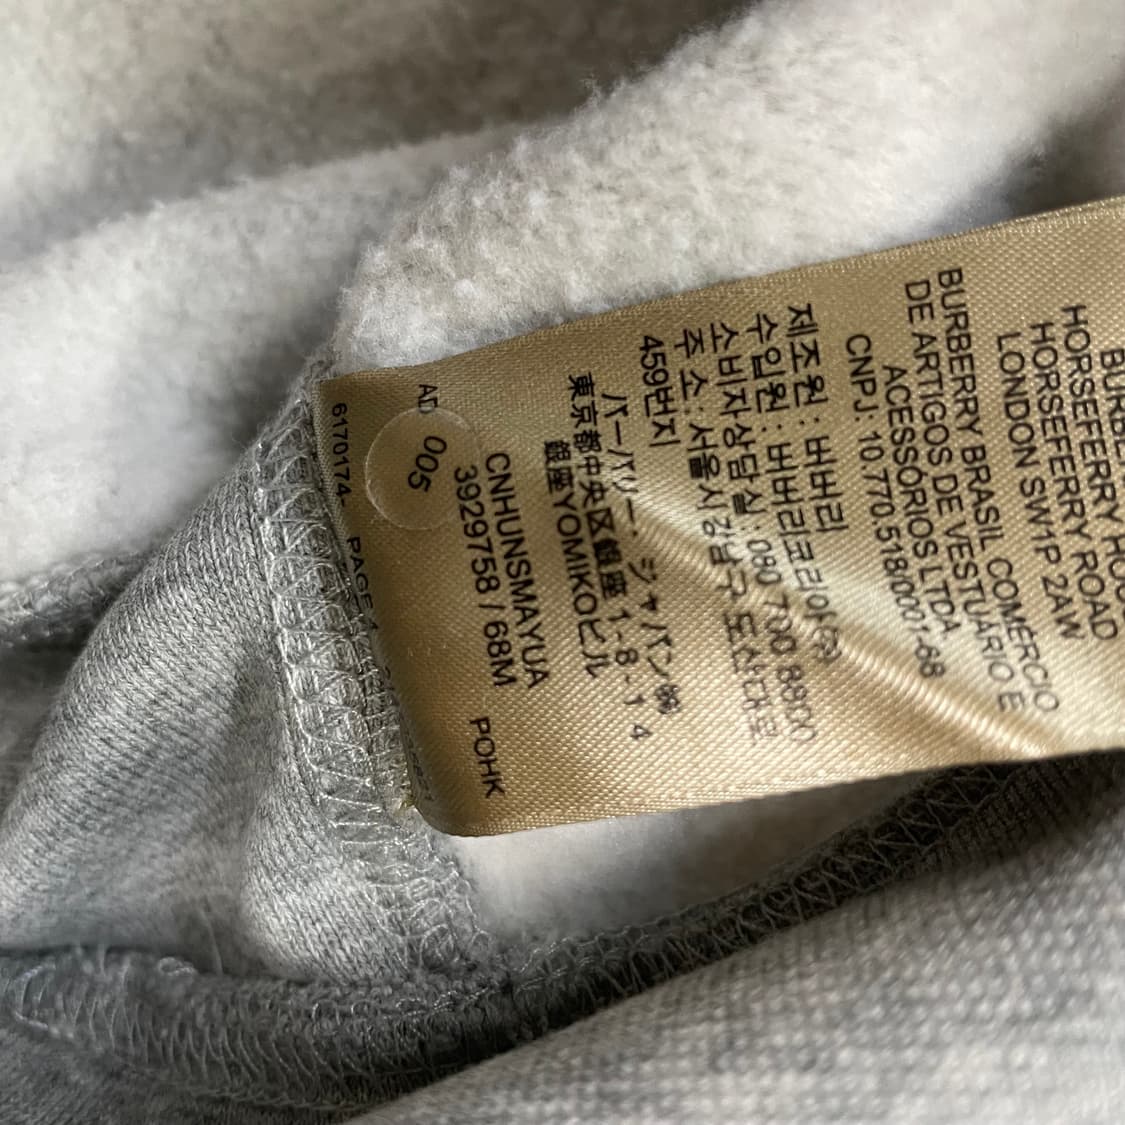 HORSEFERRY
HORSEFERRY ROAD
LONDON SW1P 2AW
BURBERRY BRASIL COMÉRCIO
DE ARTIGOS DE VESTUÁRIO E
ACESSÓRIOS LTDA
CNPJ: 10.770.518/0001-68
제조원: 버버리
수입원: 버버리코리아㈜
소비자상담실: 080 700 8800
주 소: 서울시강남구 도산대로
459번지
バーバリー・ジャパン㈱
東京都中央区銀座1-8-14
銀座YOMIKOビル
CNHUNSMAYUA
3929758 / 68M
POHK
AD
005
6170174
PAGE 1